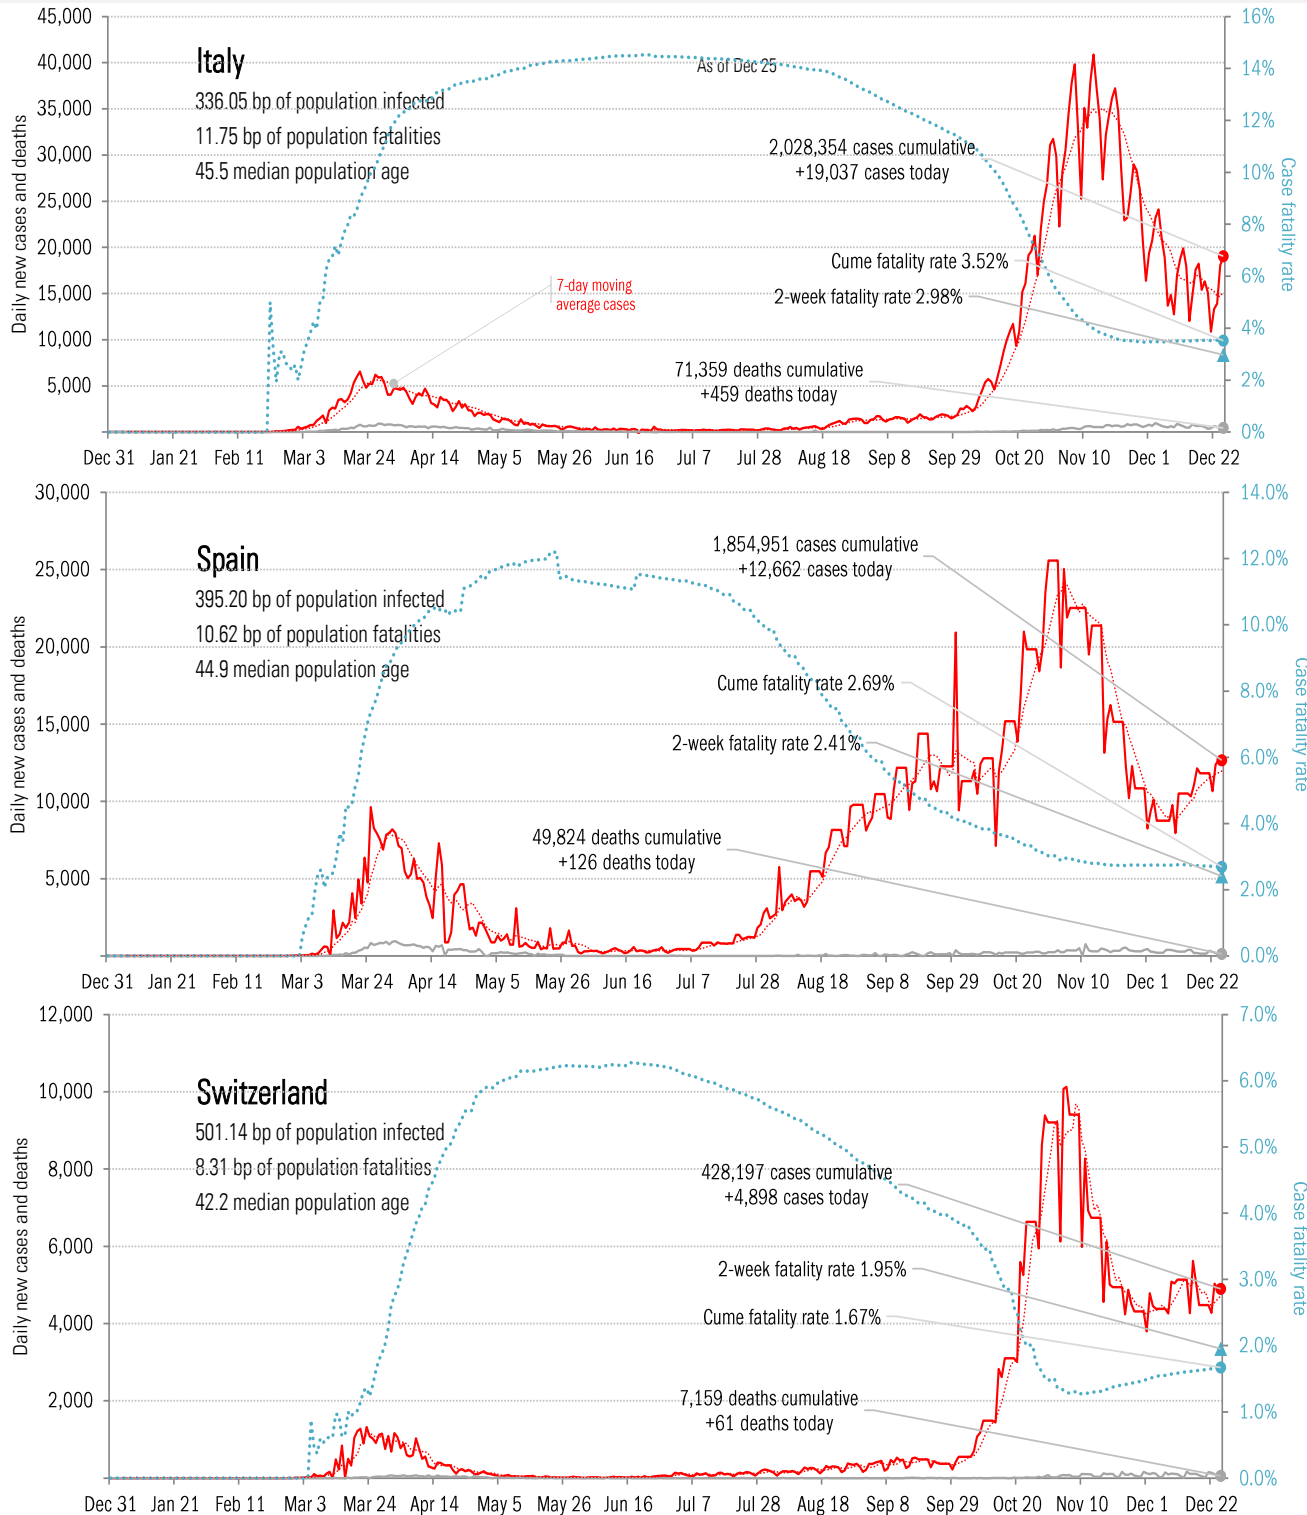 45,000
40,000
35,000
30,000
25,000
20,000
15,000
10,000
5,000
Daily new cases and deaths
Italy
336.05 bp of population infected
11.75 bp of population fatalities
45.5 median population age
As of Dec 25
7-day moving
average cases
2,028,354 cases cumulative
+19,037 cases today
Cume fatality rate 3.52%
2-week fatality rate 2.98%
71,359 deaths cumulative
+459 deaths today
16%
14%
12%
10%
8%
6%
4%
2%
0%
Case fatality rate
Dec 31 Jan 21 Feb 11 Mar 3 Mar 24 Apr 14 May 5 May 26 Jun 16 Jul 7 Jul 28 Aug 18 Sep 8 Sep 29 Oct 20 Nov 10 Dec 1 Dec 22
30,000
25,000
20,000
15,000
10,000
5,000
Daily new cases and deaths
Spain
395.20 bp of population infected
10.62 bp of population fatalities
44.9 median population age
1,854,951 cases cumulative
+12,662 cases today
Cume fatality rate 2.69%
2-week fatality rate 2.41%
49,824 deaths cumulative
+126 deaths today
14.0%
12.0%
10.0%
8.0%
6.0%
4.0%
2.0%
0.0%
Case fatality rate
Dec 31 Jan 21 Feb 11 Mar 3 Mar 24 Apr 14 May 5 May 26 Jun 16 Jul 7 Jul 28 Aug 18 Sep 8 Sep 29 Oct 20 Nov 10 Dec 1 Dec 22
12,000
10,000
8,000
6,000
4,000
2,000
Daily new cases and deaths
Switzerland
501.14 bp of population infected
8.31 bp of population fatalities
42.2 median population age
428,197 cases cumulative
+4,898 cases today
2-week fatality rate 1.95%
Cume fatality rate 1.67%
7,159 deaths cumulative
+61 deaths today
7.0%
6.0%
5.0%
4.0%
3.0%
2.0%
1.0%
0.0%
Case fatality rate
Dec 31 Jan 21 Feb 11 Mar 3 Mar 24 Apr 14 May 5 May 26 Jun 16 Jul 7 Jul 28 Aug 18 Sep 8 Sep 29 Oct 20 Nov 10 Dec 1 Dec 22